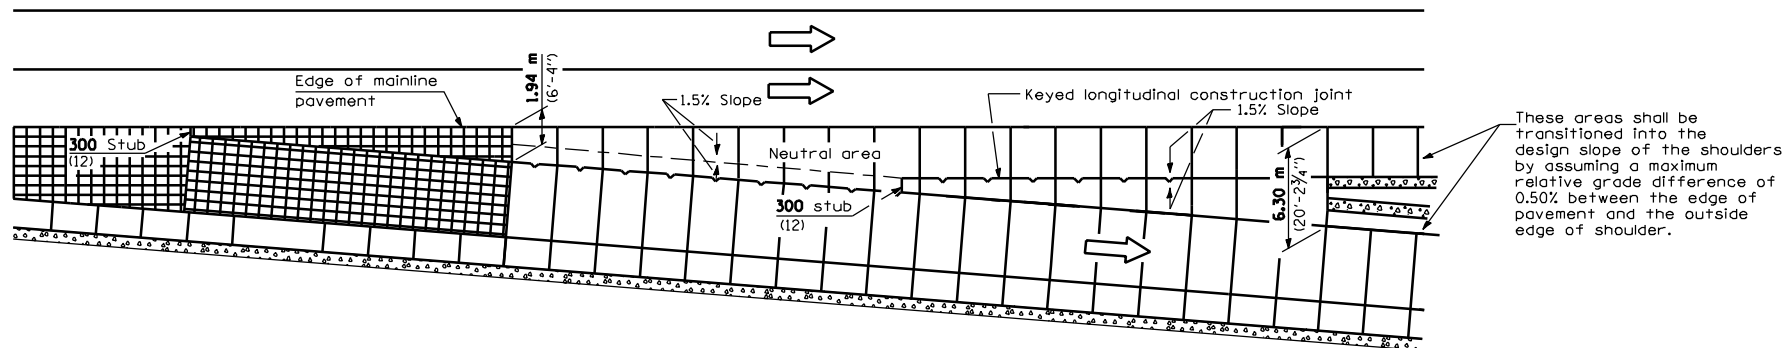 Edge of mainline
pavement
1.94 m
(6'-4")
1.5% Slope
Keyed longitudinal construction joint
1.5% Slope
These areas shall be
transitioned into the
design slope of the shoulders
by assuming a maximum
relative grade difference of
0.50% between the edge of
pavement and the outside
edge of shoulder.
300 Stub
(12)
Neutral area
300 stub
(12)
6.30 m
(20'-2¾")